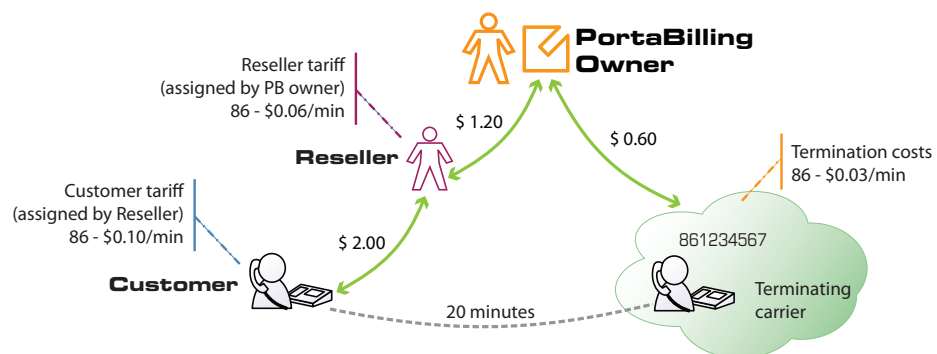 PortaBilling
Owner
Reseller tariff
(assigned by PB owner)
86 - $0.06/min
$ 1.20
$ 0.60
Reseller
Termination costs
86 - $0.03/min
Customer tariff
(assigned by Reseller)
86 - $0.10/min
$ 2.00
861234567
Customer
20 minutes
Terminating
carrier